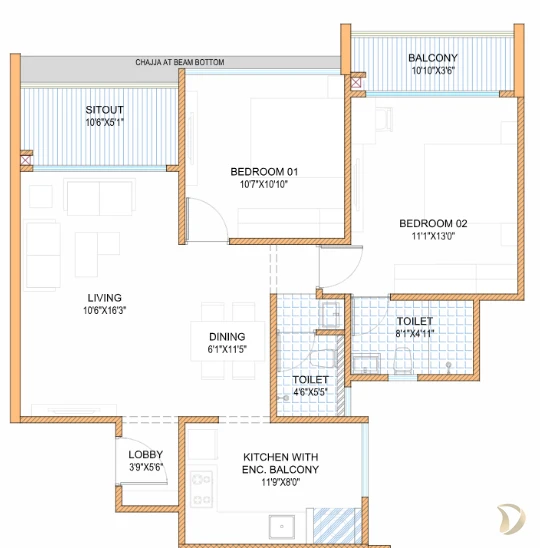 CHAJJA AT BEAM BOTTOM
BALCONY
10'10"X3'6"
SITOUT
10'6"X5'1"
BEDROOM 01
10'7"X10'10"
BEDROOM 02
11'1"X13'0"
LIVING
10'6"X16'3"
DINING
6'1"X11'5"
TOILET
8'1"X4'11"
TOILET
4'6"X5'5"
LOBBY
3'9"X5'6"
KITCHEN WITH
ENC. BALCONY
11'9"X8'0"